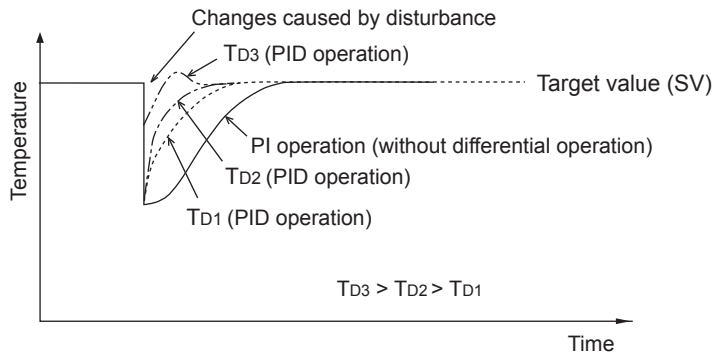 Changes caused by disturbance
TD3 (PID operation)
Target value (SV)
Temperature
PI operation (without differential operation)
TD2 (PID operation)
TD1 (PID operation)
TD3 > TD2 > TD1
Time